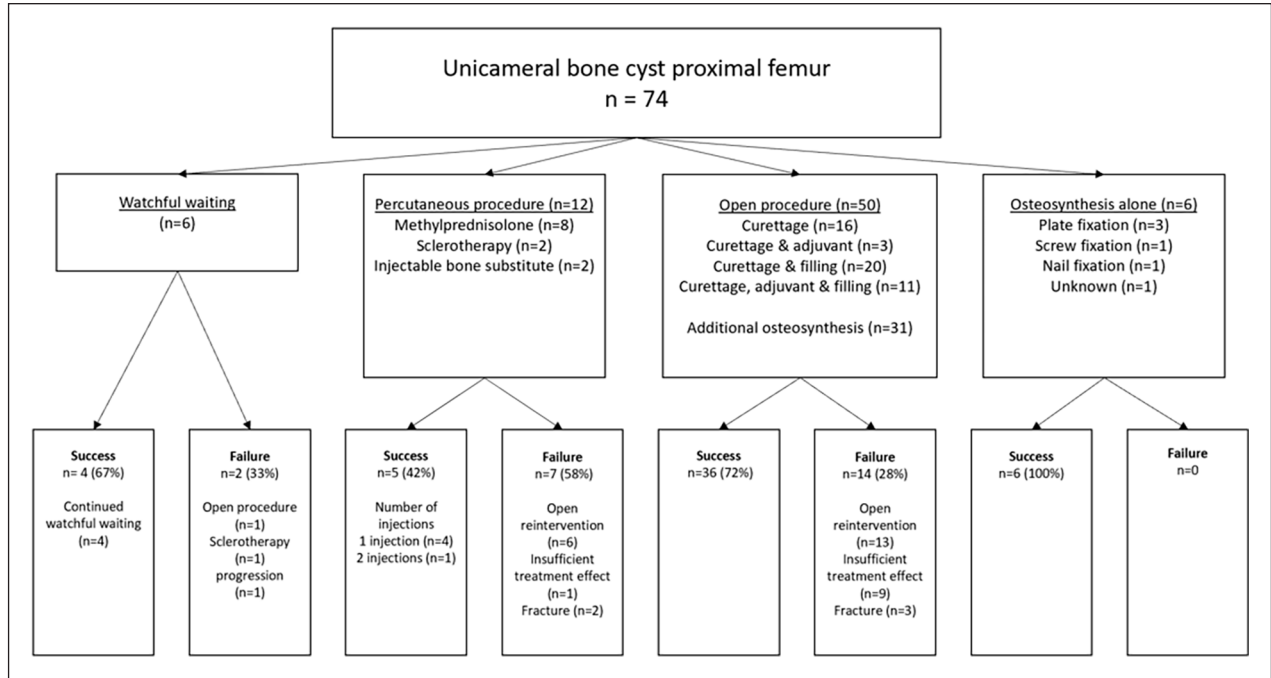 Unicameral bone cyst proximal femur
n = 74
Watchful waiting
(n=6)
Percutaneous procedure (n=12)
Methylprednisolone (n=8)
Sclerotherapy (n=2)
Injectable bone substitute (n=2)
Open procedure (n=50)
Curettage (n=16)
Curettage & adjuvant (n=3)
Curettage & filling (n=20)
Curettage, adjuvant & filling (n=11)
Additional osteosynthesis (n=31)
Osteosynthesis alone (n=6)
Plate fixation (n=3)
Screw fixation (n=1)
Nail fixation (n=1)
Unknown (n=1)
Success
n= 4 (67%)
Continued
watchful waiting
(n=4)
Failure
n=2 (33%)
Open procedure
(n=1)
Sclerotherapy
(n=1)
progression
(n=1)
Success
n=5 (42%)
Number of
injections
1 injection (n=4)
2 injections (n=1)
Failure
n=7 (58%)
Open
reintervention
(n=6)
Insufficient
treatment effect
(n=1)
Fracture (n=2)
Success
n=36 (72%)
Failure
n=14 (28%)
Open
reintervention
(n=13)
Insufficient
treatment effect
(n=9)
Fracture (n=3)
Success
n=6 (100%)
Failure
n=0